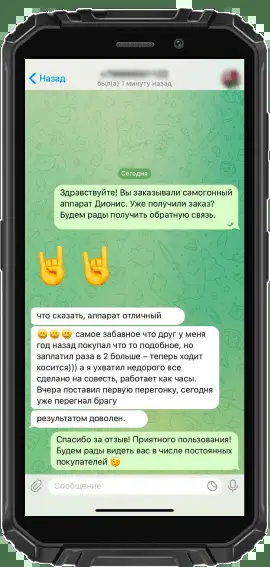 Назад
был(а) 1 минуту назад
Сегодня
Здравствуйте! Вы заказывали самогонный
аппарат Дионис. Уже получили заказ?
Будем рады получить обратную связь.
что сказать, аппарат отличный
самое забавное что друг у меня
год назад покупал что то подобное, но
заплатил раза в 2 больше – теперь ходит
косится))) а я ухватил недорого все
сделано на совесть, работает как часы.
Вчера поставил первую перегонку, сегодня
уже перегнал брагу
результатом доволен.
Спасибо за отзыв! Приятного пользования!
Будем рады видеть вас в числе постоянных
покупателей
Сообщение